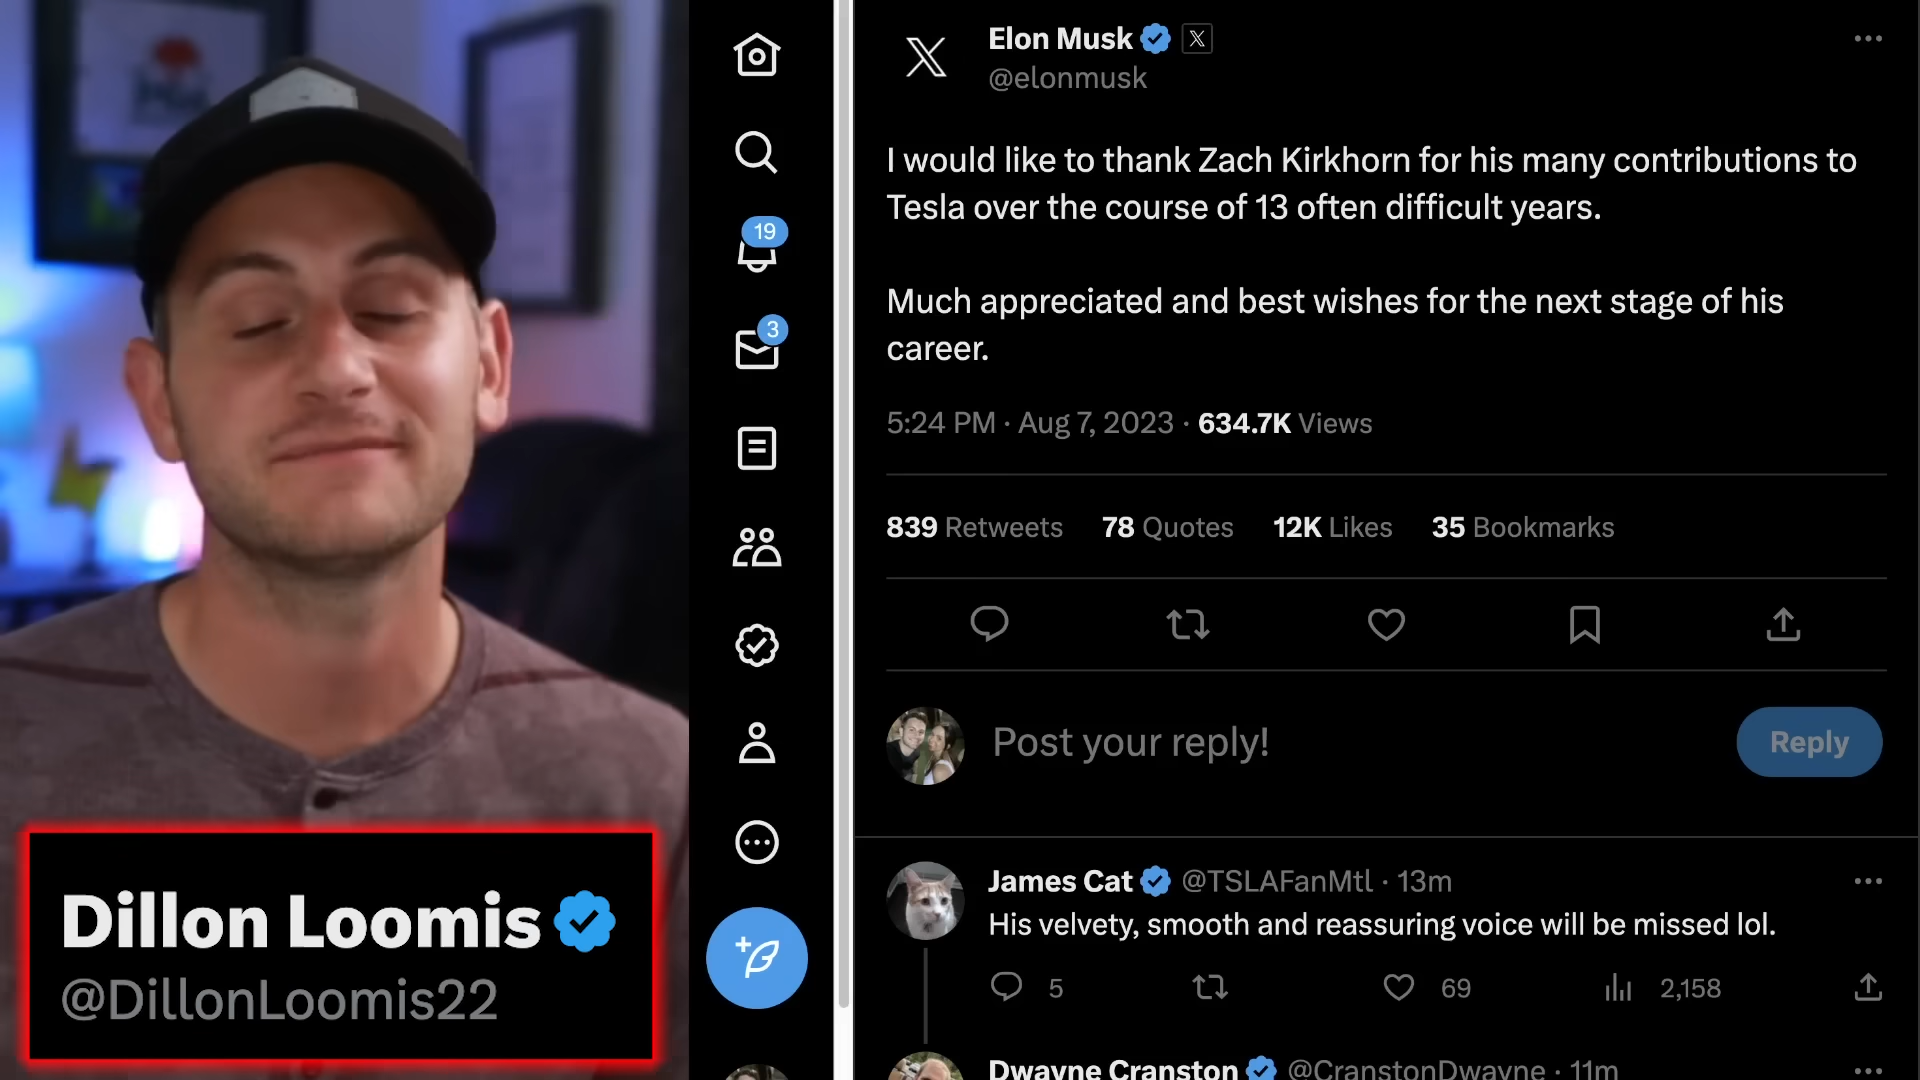 Dillon Loomis
@DillonLoomis22
19
3
Elon Musk
@elonmusk
I would like to thank Zach Kirkhorn for his many contributions to
Tesla over the course of 13 often difficult years.
Much appreciated and best wishes for the next stage of his
career.
5:24 PM · Aug 7, 2023 · 634.7K Views
839 Retweets 78 Quotes 12K Likes 35 Bookmarks
Post your reply!
Reply
James Cat @TSLAFanMtl · 13m
His velvety, smooth and reassuring voice will be missed lol.
5 69 2,158
Dwayne Cranston @CranstonDwayne · 11m